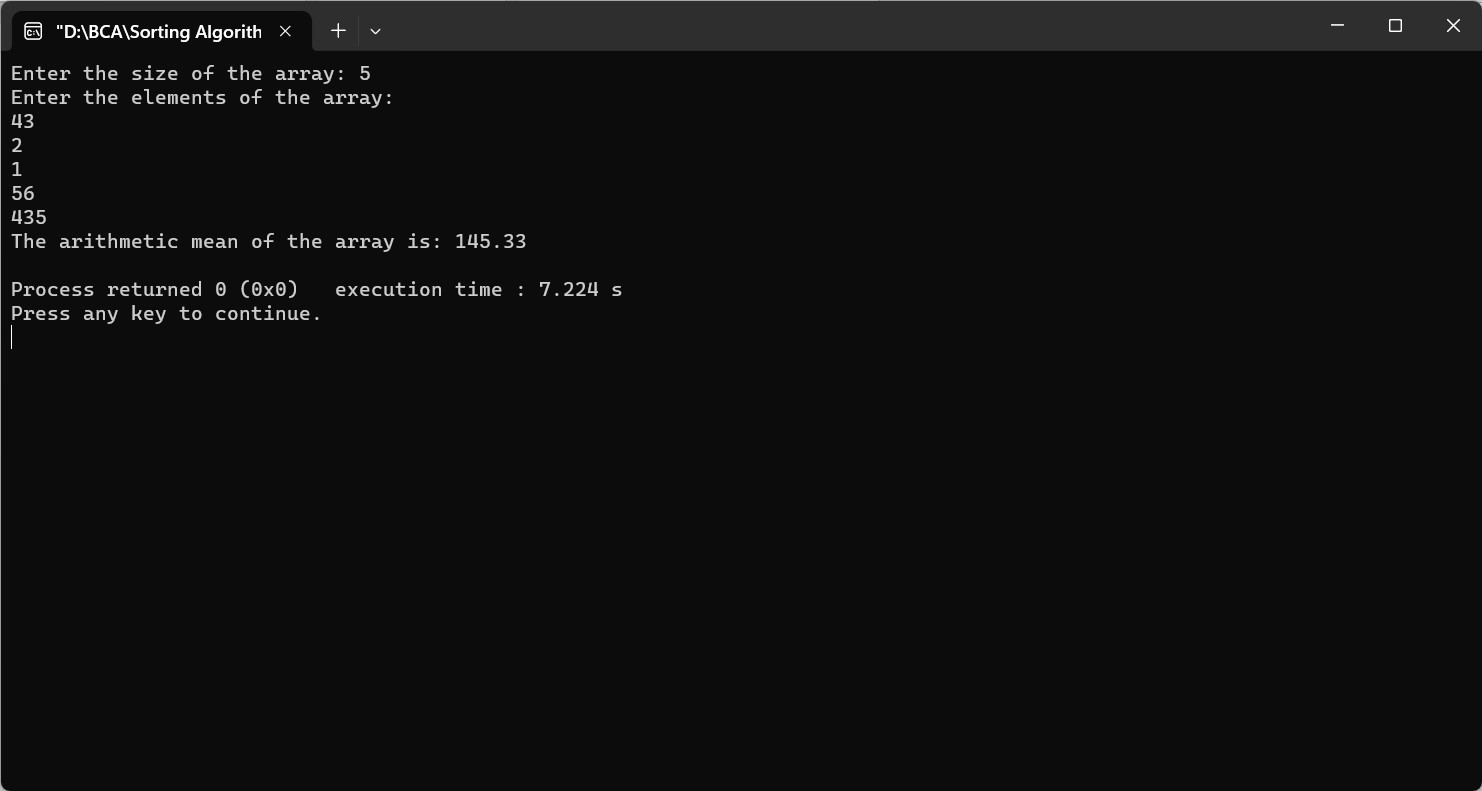 "D:\BCA\Sorting Algorith
Enter the size of the array: 5
Enter the elements of the array:
43
2
1
56
435
The arithmetic mean of the array is: 145.33
Process returned 0 (0x0)   execution time : 7.224 s
Press any key to continue.